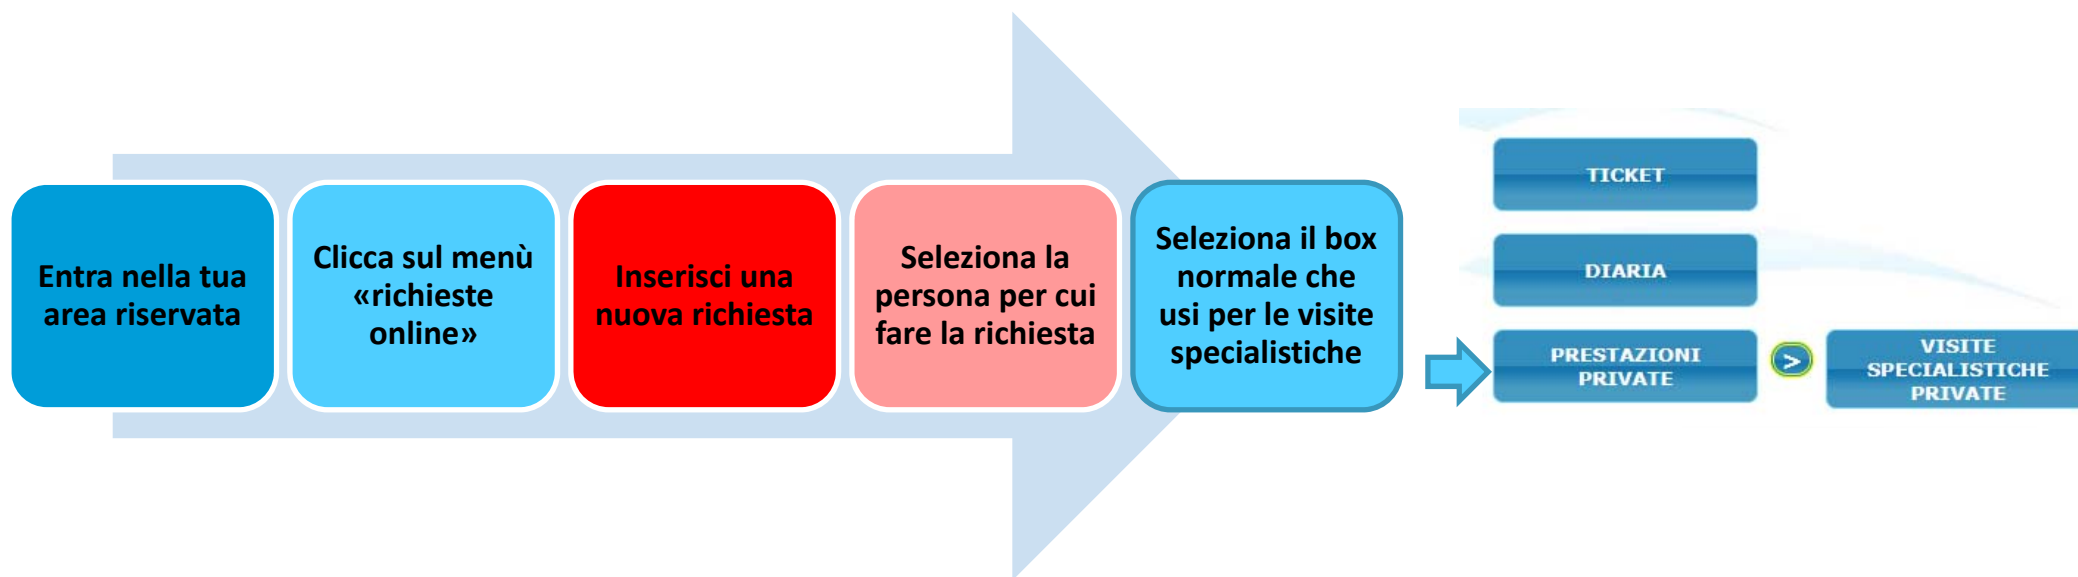 Entra nella tua
area riservata
Clicca sul menù
«richieste
online»
Inserisci una
nuova richiesta
Seleziona la
persona per cui
fare la richiesta
Seleziona il box
normale che
usi per le visite
specialistiche
TICKET
DIARIA
PRESTAZIONI
PRIVATE
>
VISITE
SPECIALISTICHE
PRIVATE